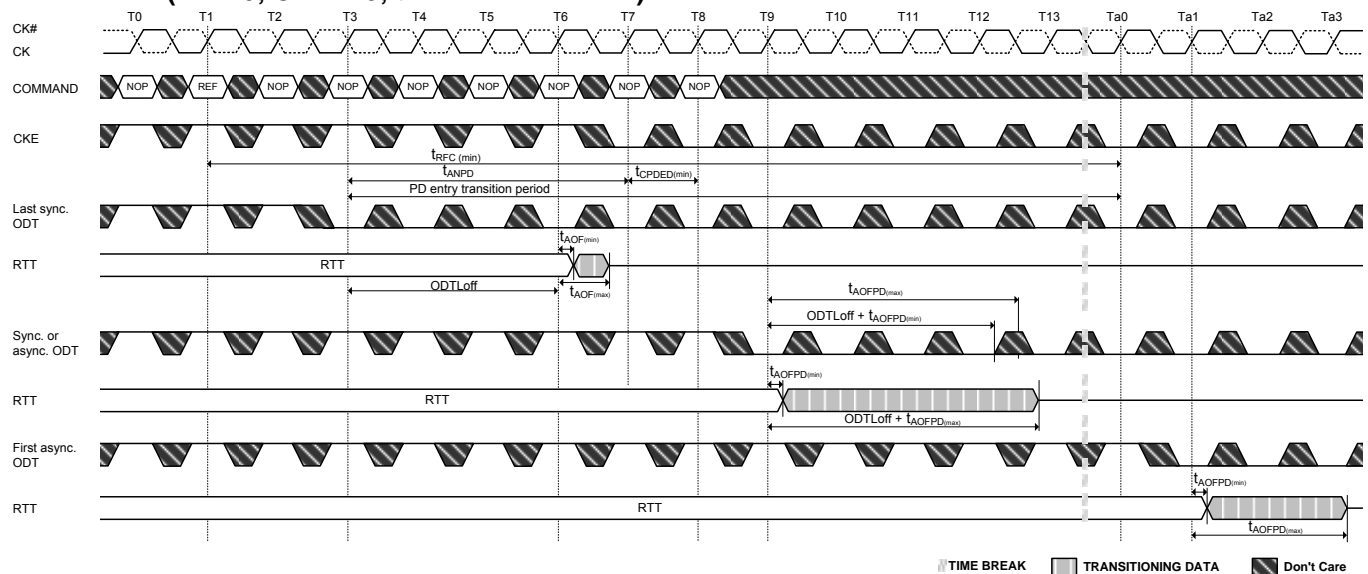 T0 T1 T2 T3 T4 T5 T6 T7 T8 T9 T10 T11 T12 T13 Ta0 Ta1 Ta2 Ta3
CK#
CK
COMMAND NOP REF NOP NOP NOP NOP NOP NOP NOP
CKE
tRFC (min)
tANPD tCPDED(min)
PD entry transition period
Last sync.
ODT
tAOF(min)
RTT RTT
ODTLoff tAOF(max)
tAOFPD(max)
ODTLoff + tAOFPD(min)
Sync. or
async. ODT
tAOFPD(min)
RTT RTT
ODTLoff + tAOFPD(max)
First async.
ODT
tAOFPD(min)
RTT RTT
tAOFPD(max)
TIME BREAK TRANSITIONING DATA Don't Care